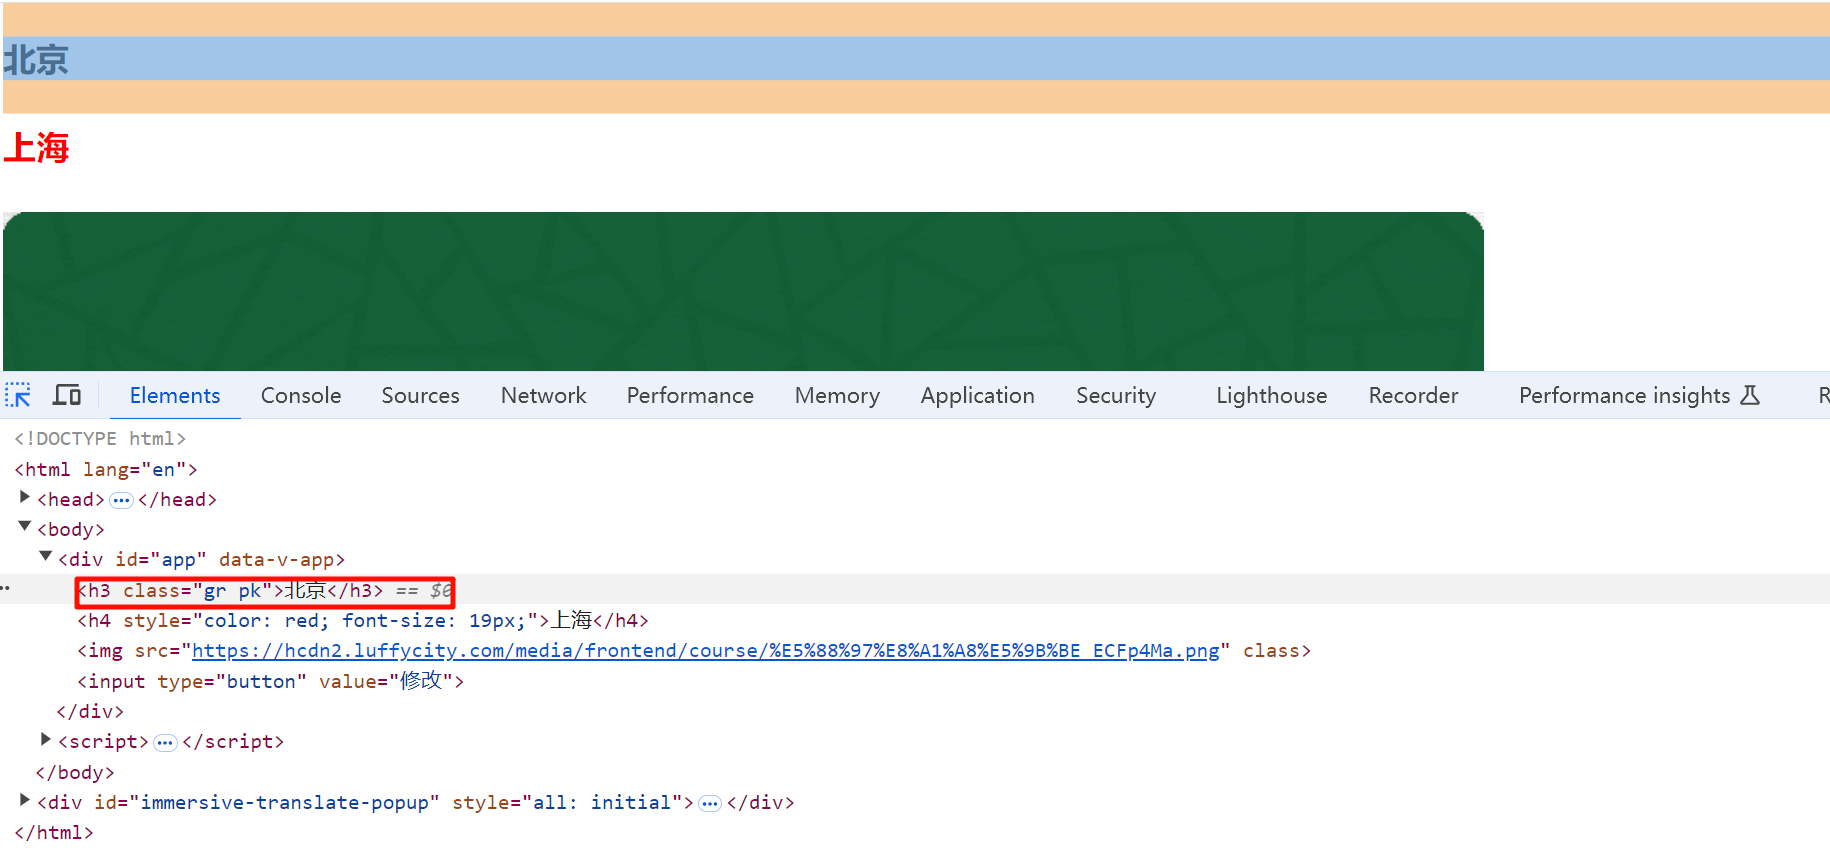 北京
上海
Elements Console Sources Network Performance Memory Application Security Lighthouse Recorder Performance insights R
<!DOCTYPE html>
<html lang="en">
<head> ··· </head>
<body>
<div id="app" data-v-app>
<h3 class="gr pk">北京</h3> == $0
<h4 style="color: red; font-size: 19px;">上海</h4>
<img src="https://hcdn2.luffycity.com/media/frontend/course/%E5%88%97%E8%A1%A8%E5%9B%BE_ECFp4Ma.png" class>
<input type="button" value="修改">
</div>
<script> ··· </script>
</body>
<div id="immersive-translate-popup" style="all: initial"> ··· </div>
</html>